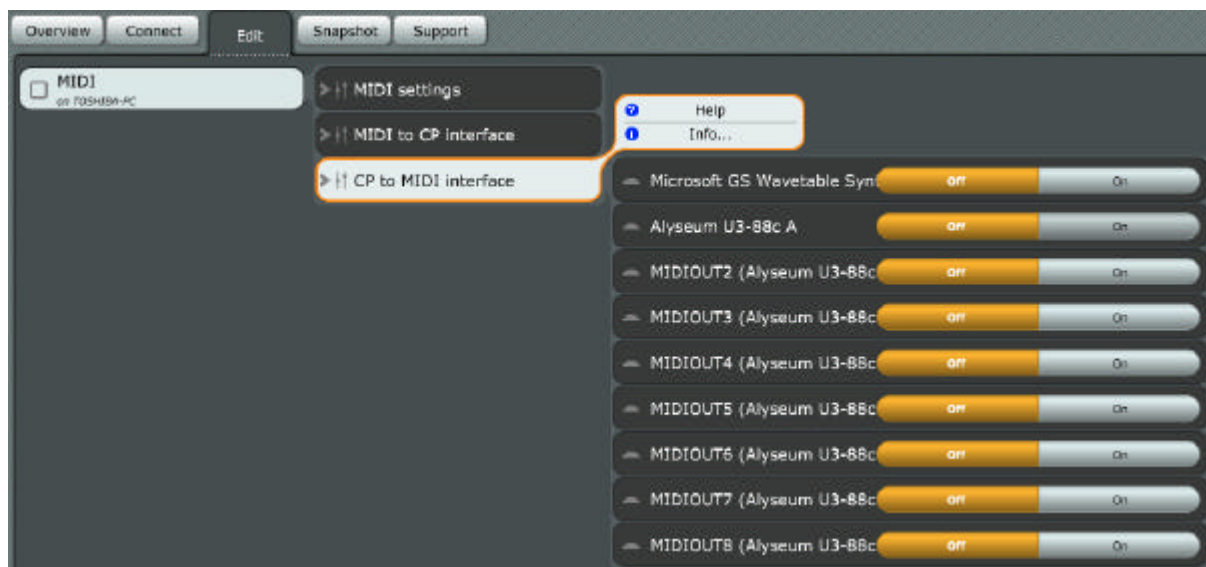 Overview Connect Edit Snapshot Support
MIDI
on TOSHIBA-PC
MIDI settings
MIDI to CP interface
CP to MIDI interface
Help
Info...
Microsoft GS Wavetable Synt Off On
Alyseum U3-88c A Off On
MIDIOUT2 (Alyseum U3-88c Off On
MIDIOUT3 (Alyseum U3-88c Off On
MIDIOUT4 (Alyseum U3-88c Off On
MIDIOUT5 (Alyseum U3-88c Off On
MIDIOUT6 (Alyseum U3-88c Off On
MIDIOUT7 (Alyseum U3-88c Off On
MIDIOUT8 (Alyseum U3-88c Off On